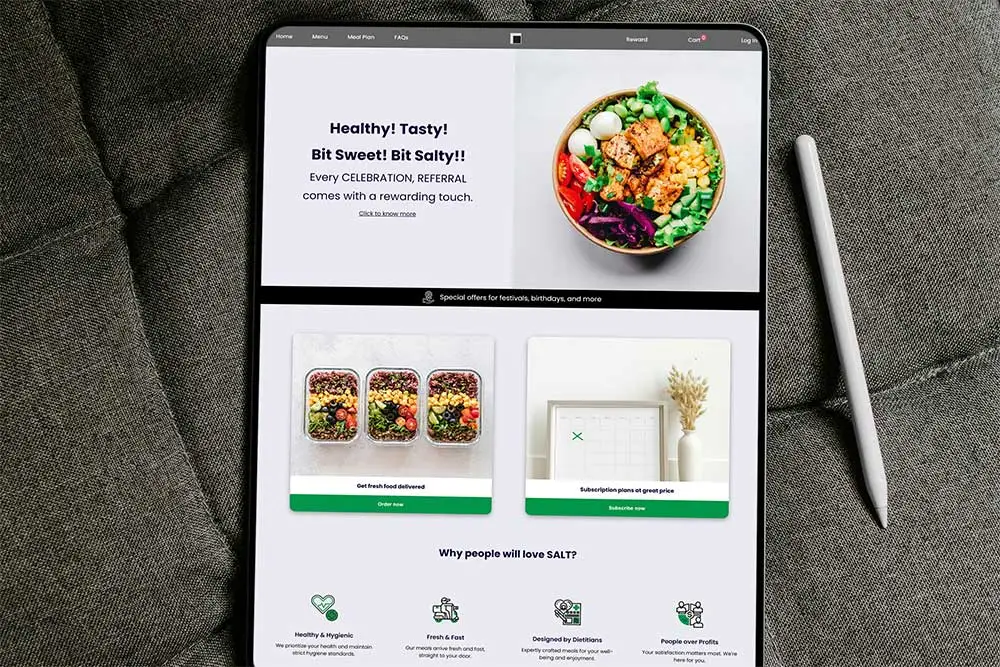 Home Menu Meal Plan FAQs Reward Cart Log In
Healthy! Tasty!
Bit Sweet! Bit Salty!!
Every CELEBRATION, REFERRAL
comes with a rewarding touch.
Click to know more
Special offers for festivals, birthdays, and more
Get fresh food delivered
Order now
Subscription plans at great price
Subscribe now
Why people will love SALT?
Healthy & Hygienic
We prioritize your health and maintain
strict hygiene standards.
Fresh & Fast
Our meals arrive fresh and fast,
straight to your door.
Designed by Dietitians
Expertly crafted meals for your well-
being and enjoyment.
People over Profits
Your satisfaction matters most. We're
here for you.